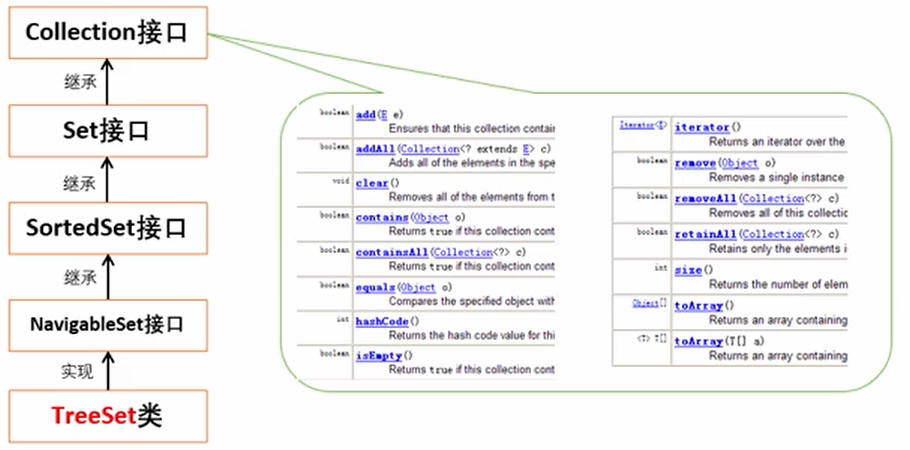 Collection接口
继承
Set接口
继承
SortedSet接口
继承
NavigableSet接口
实现
TreeSet类
boolean add(E e)
Ensures that this collection contain
boolean addAll(Collection<? extends E> c)
Adds all of the elements in the spe
void clear()
Removes all of the elements from t
boolean contains(Object o)
Returns true if this collection cont
boolean containsAll(Collection<?> c)
Returns true if this collection cont
boolean equals(Object o)
Compares the specified object with
int hashCode()
Returns the hash code value for thi
boolean isEmpty()
Returns true if this collection cont
Iterator<E> iterator()
Returns an iterator over the
boolean remove(Object o)
Removes a single instance
boolean removeAll(Collection<?> c)
Removes all of this collectic
boolean retainAll(Collection<?> c)
Retains only the elements i
int size()
Returns the number of elem
Object[] toArray()
Returns an array containing
<T> T[] toArray(T[] a)
Returns an array containing